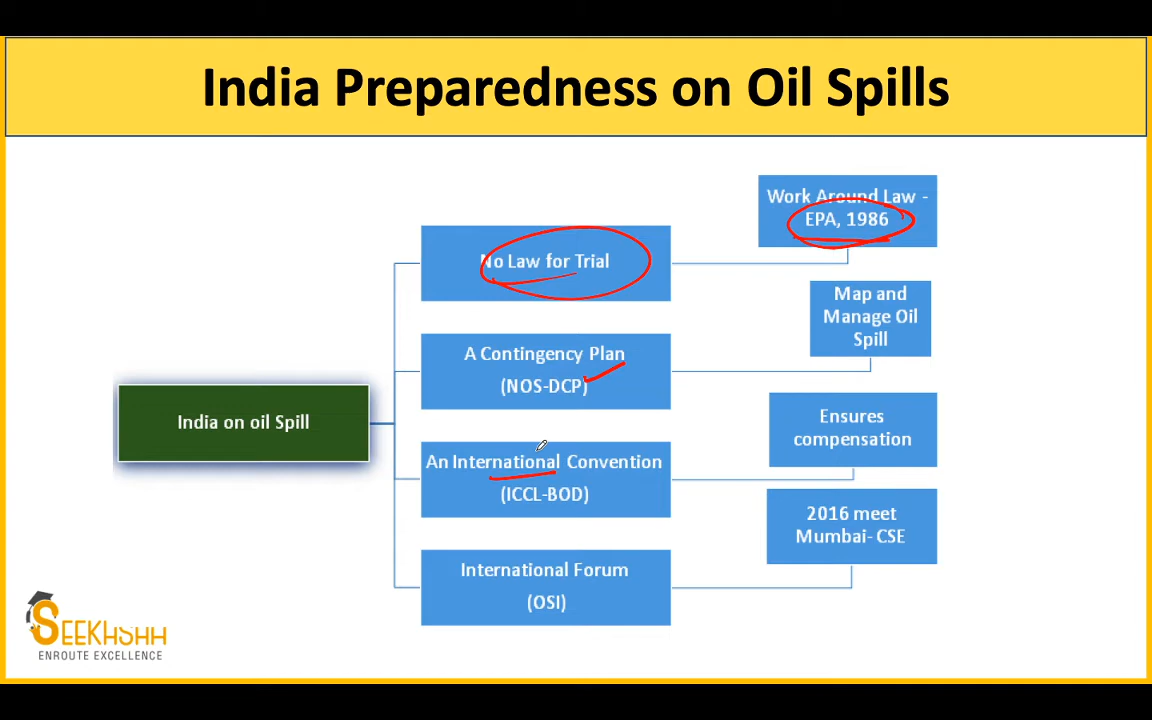 India Preparedness on Oil Spills
Work Around Law -
EPA, 1986
No Law for Trial
Map and
Manage Oil
Spill
A Contingency Plan
(NOS-DCP)
India on oil Spill
Ensures
compensation
An International Convention
(ICCL-BOD)
2016 meet
Mumbai- CSE
International Forum
(OSI)
SEEKHSHH
ENROUTE EXCELLENCE